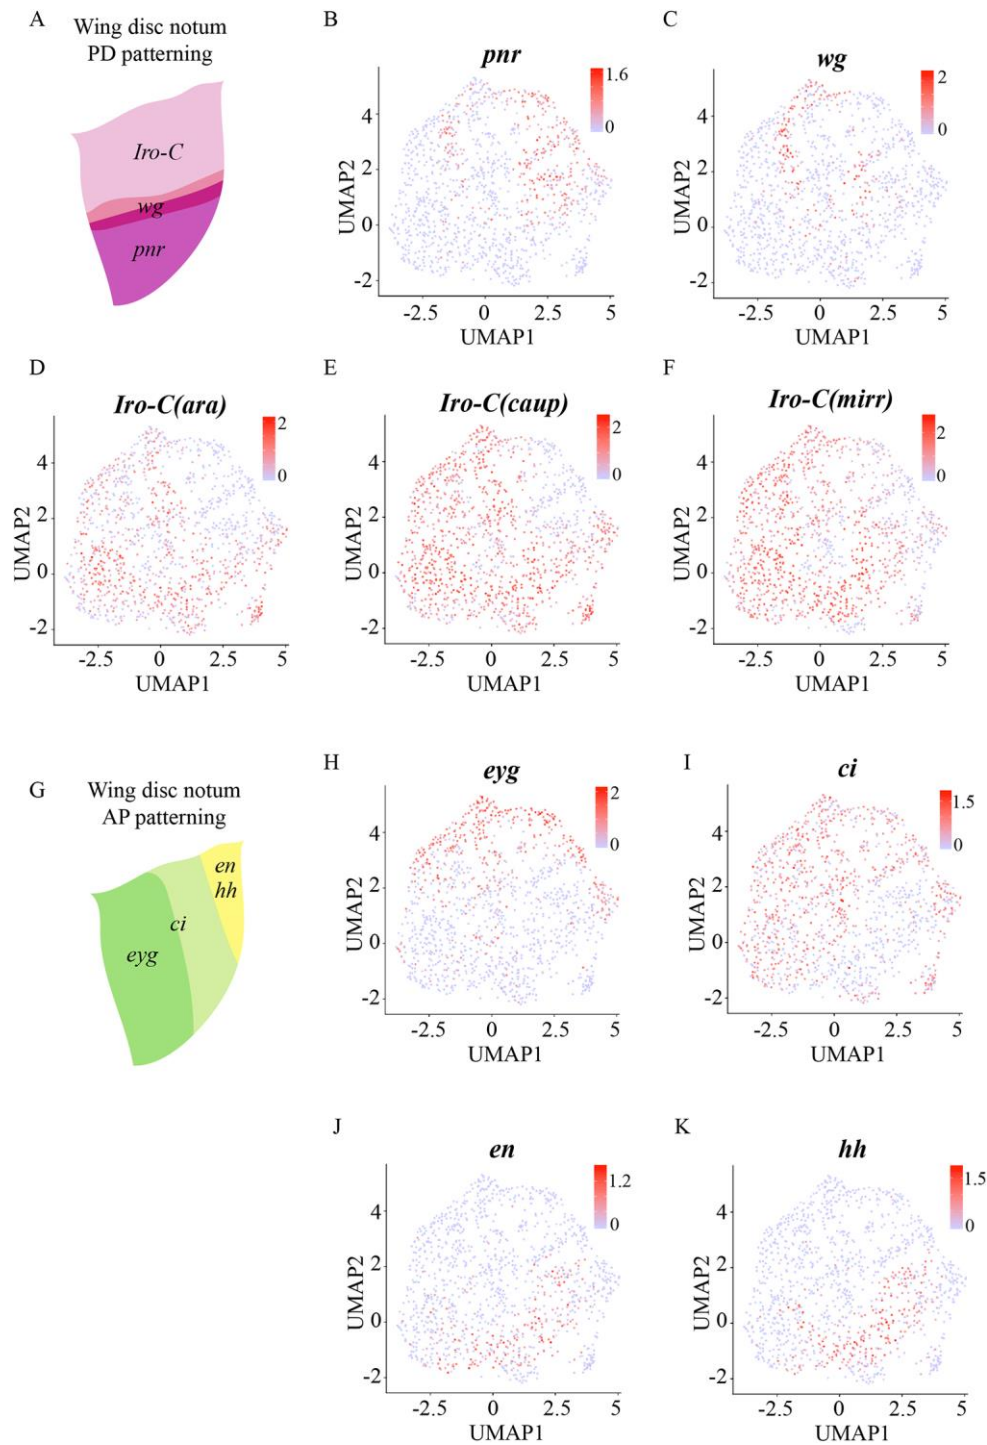 A
Wing disc notum
PD patterning
Iro-C
wg
pnr
B
pnr
1.6
0
4
2
0
-2
UMAP2
-2.5 0 2.5 5
UMAP1
C
wg
2
0
4
2
0
-2
UMAP2
-2.5 0 2.5 5
UMAP1
D
Iro-C(ara)
2
0
4
2
0
-2
UMAP2
-2.5 0 2.5 5
UMAP1
E
Iro-C(caup)
2
0
4
2
0
-2
UMAP2
-2.5 0 2.5 5
UMAP1
F
Iro-C(mirr)
2
0
4
2
0
-2
UMAP2
-2.5 0 2.5 5
UMAP1
G
Wing disc notum
AP patterning
en
hh
ci
eyg
H
eyg
2
0
4
2
0
-2
UMAP2
-2.5 0 2.5 5
UMAP1
I
ci
1.5
0
4
2
0
-2
UMAP2
-2.5 0 2.5 5
UMAP1
J
en
1.2
0
4
2
0
-2
UMAP2
-2.5 0 2.5 5
UMAP1
K
hh
1.5
0
4
2
0
-2
UMAP2
-2.5 0 2.5 5
UMAP1